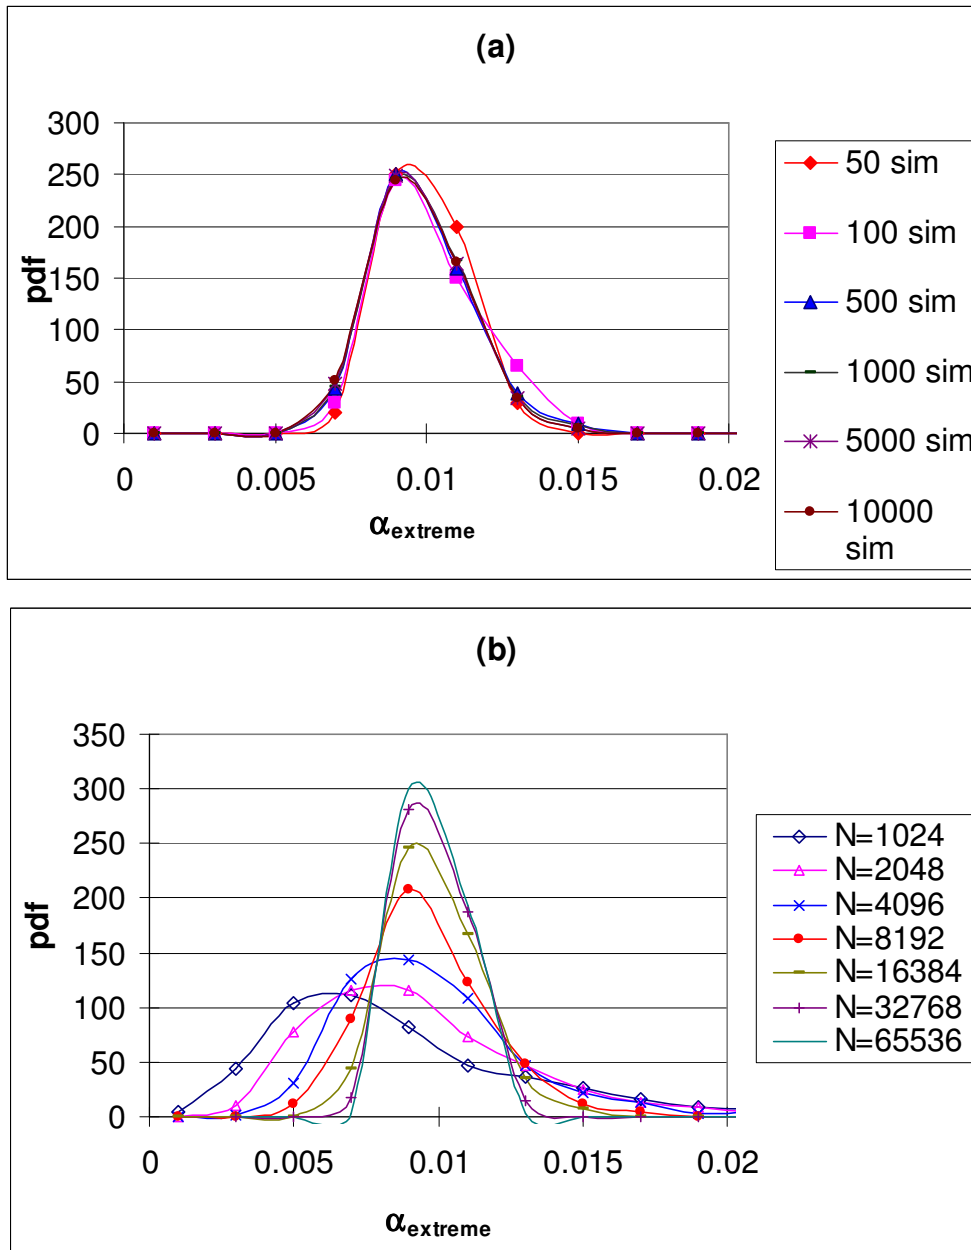 (a)
300
250
200
150
100
50
0
pdf
0 0.005 0.01 0.015 0.02
αextreme
50 sim
100 sim
500 sim
1000 sim
5000 sim
10000
sim
(b)
350
300
250
200
150
100
50
0
pdf
0 0.005 0.01 0.015 0.02
αextreme
N=1024
N=2048
N=4096
N=8192
N=16384
N=32768
N=65536